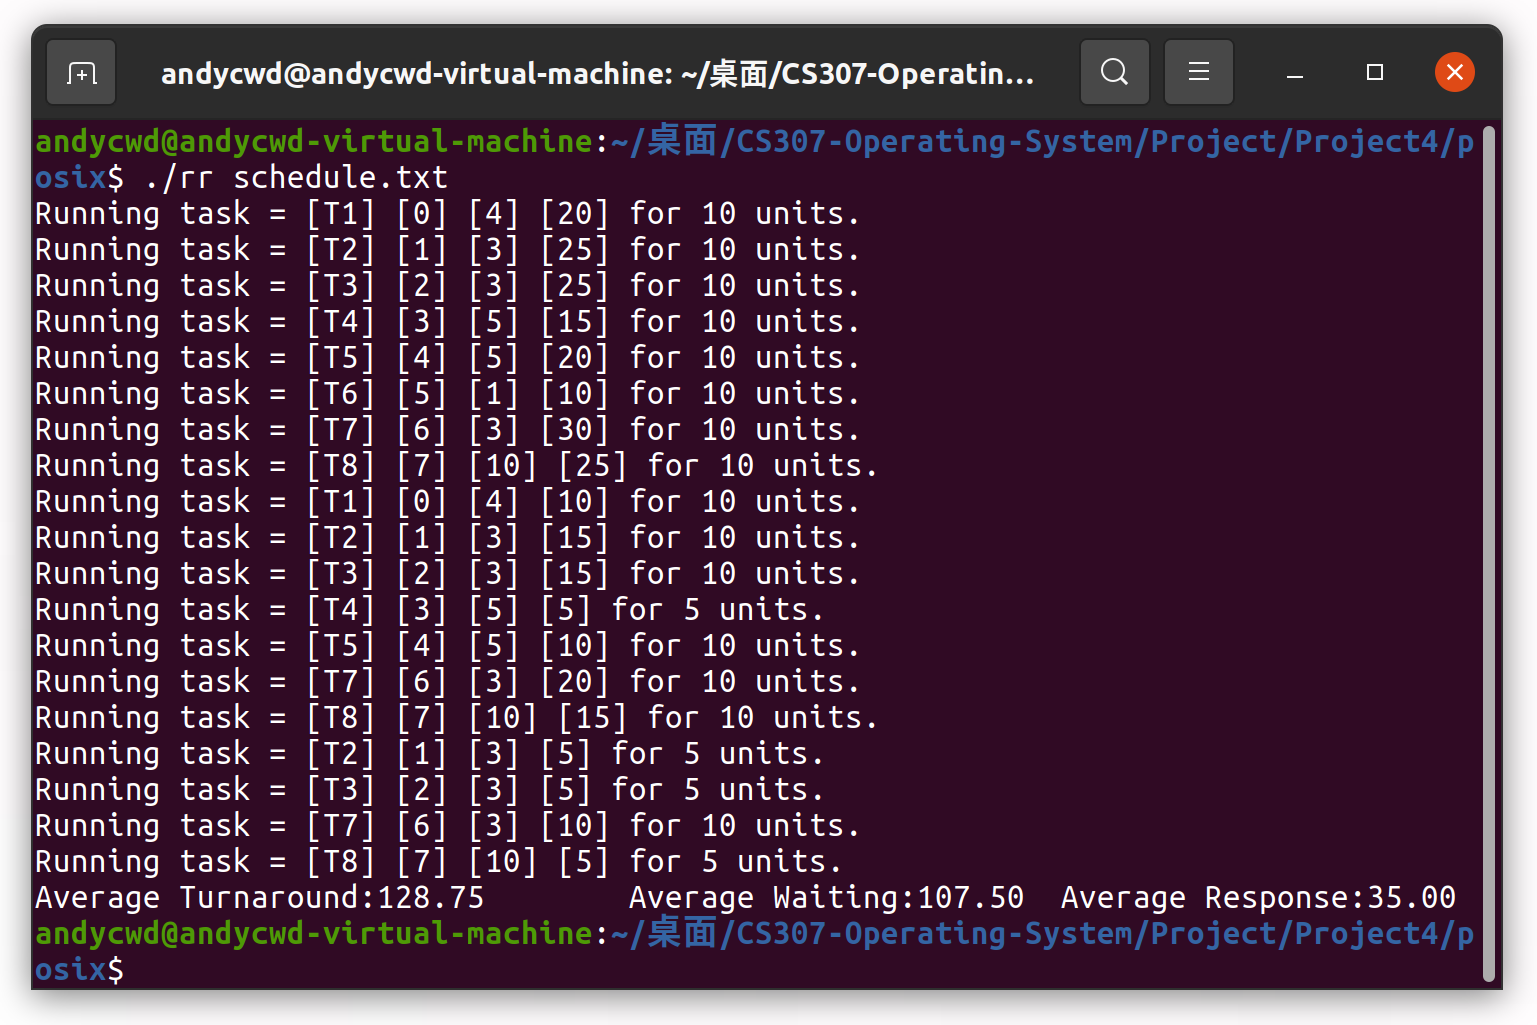 andycwd@andycwd-virtual-machine: ~/桌面/CS307-Operatin...
andycwd@andycwd-virtual-machine:~/桌面/CS307-Operating-System/Project/Project4/p
osix$ ./rr schedule.txt
Running task = [T1] [0] [4] [20] for 10 units.
Running task = [T2] [1] [3] [25] for 10 units.
Running task = [T3] [2] [3] [25] for 10 units.
Running task = [T4] [3] [5] [15] for 10 units.
Running task = [T5] [4] [5] [20] for 10 units.
Running task = [T6] [5] [1] [10] for 10 units.
Running task = [T7] [6] [3] [30] for 10 units.
Running task = [T8] [7] [10] [25] for 10 units.
Running task = [T1] [0] [4] [10] for 10 units.
Running task = [T2] [1] [3] [15] for 10 units.
Running task = [T3] [2] [3] [15] for 10 units.
Running task = [T4] [3] [5] [5] for 5 units.
Running task = [T5] [4] [5] [10] for 10 units.
Running task = [T7] [6] [3] [20] for 10 units.
Running task = [T8] [7] [10] [15] for 10 units.
Running task = [T2] [1] [3] [5] for 5 units.
Running task = [T3] [2] [3] [5] for 5 units.
Running task = [T7] [6] [3] [10] for 10 units.
Running task = [T8] [7] [10] [5] for 5 units.
Average Turnaround:128.75        Average Waiting:107.50  Average Response:35.00
andycwd@andycwd-virtual-machine:~/桌面/CS307-Operating-System/Project/Project4/p
osix$